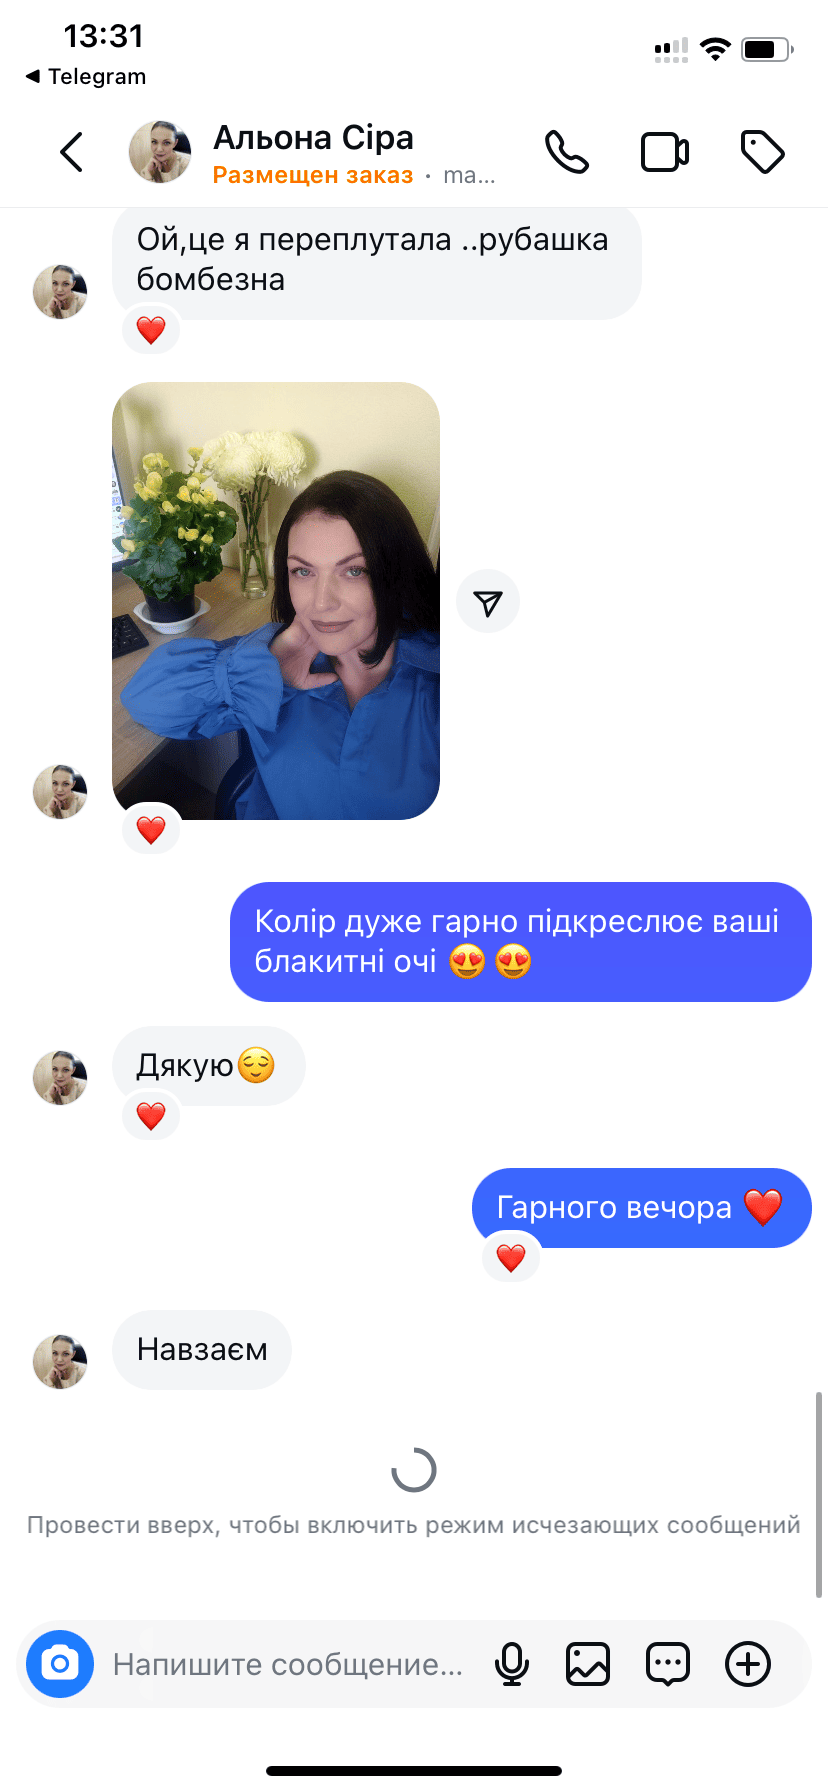 13:31
Telegram
Альона Сіра
Размещен заказ · ma...
Ой,це я переплутала ..рубашка
бомбезна
Колір дуже гарно підкреслює ваші
блакитні очі 😍😍
Дякую😌
Гарного вечора ❤️
Навзаєм
Провести вверх, чтобы включить режим исчезающих сообщений
Напишите сообщение...